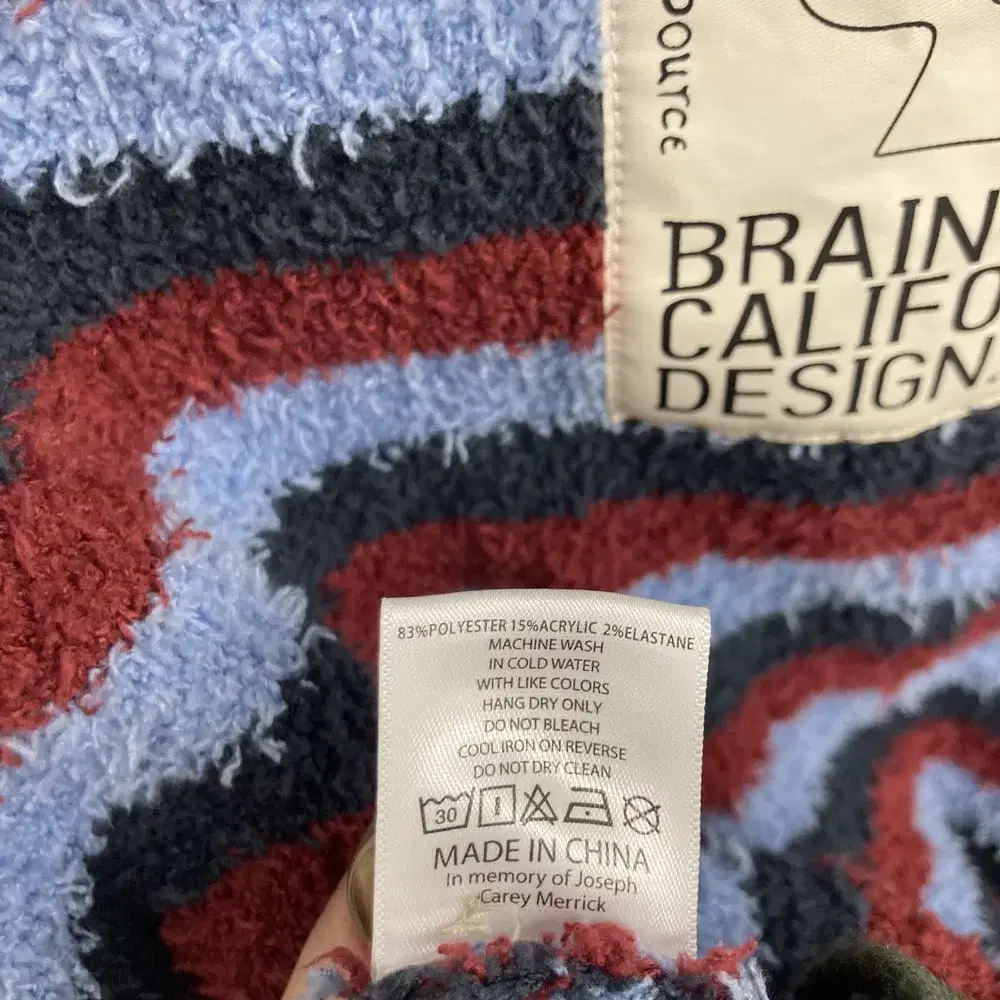 OURCE
BRAIN
CALIFO
DESIGN.
83%POLYESTER 15%ACRYLIC 2%ELASTANE
MACHINE WASH
IN COLD WATER
WITH LIKE COLORS
HANG DRY ONLY
DO NOT BLEACH
COOL IRON ON REVERSE
DO NOT DRY CLEAN
30
MADE IN CHINA
In memory of Joseph
Carey Merrick